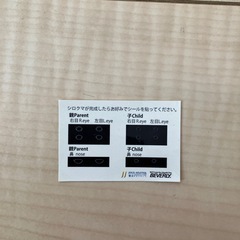 シロクマが完成したらお好みでシールを貼ってください。
親Parent 子Child
右目R.eye 左目L.eye 右目R.eye 左目L.eye
親Parent 子Child
鼻 nose 鼻 nose
BEVERLY